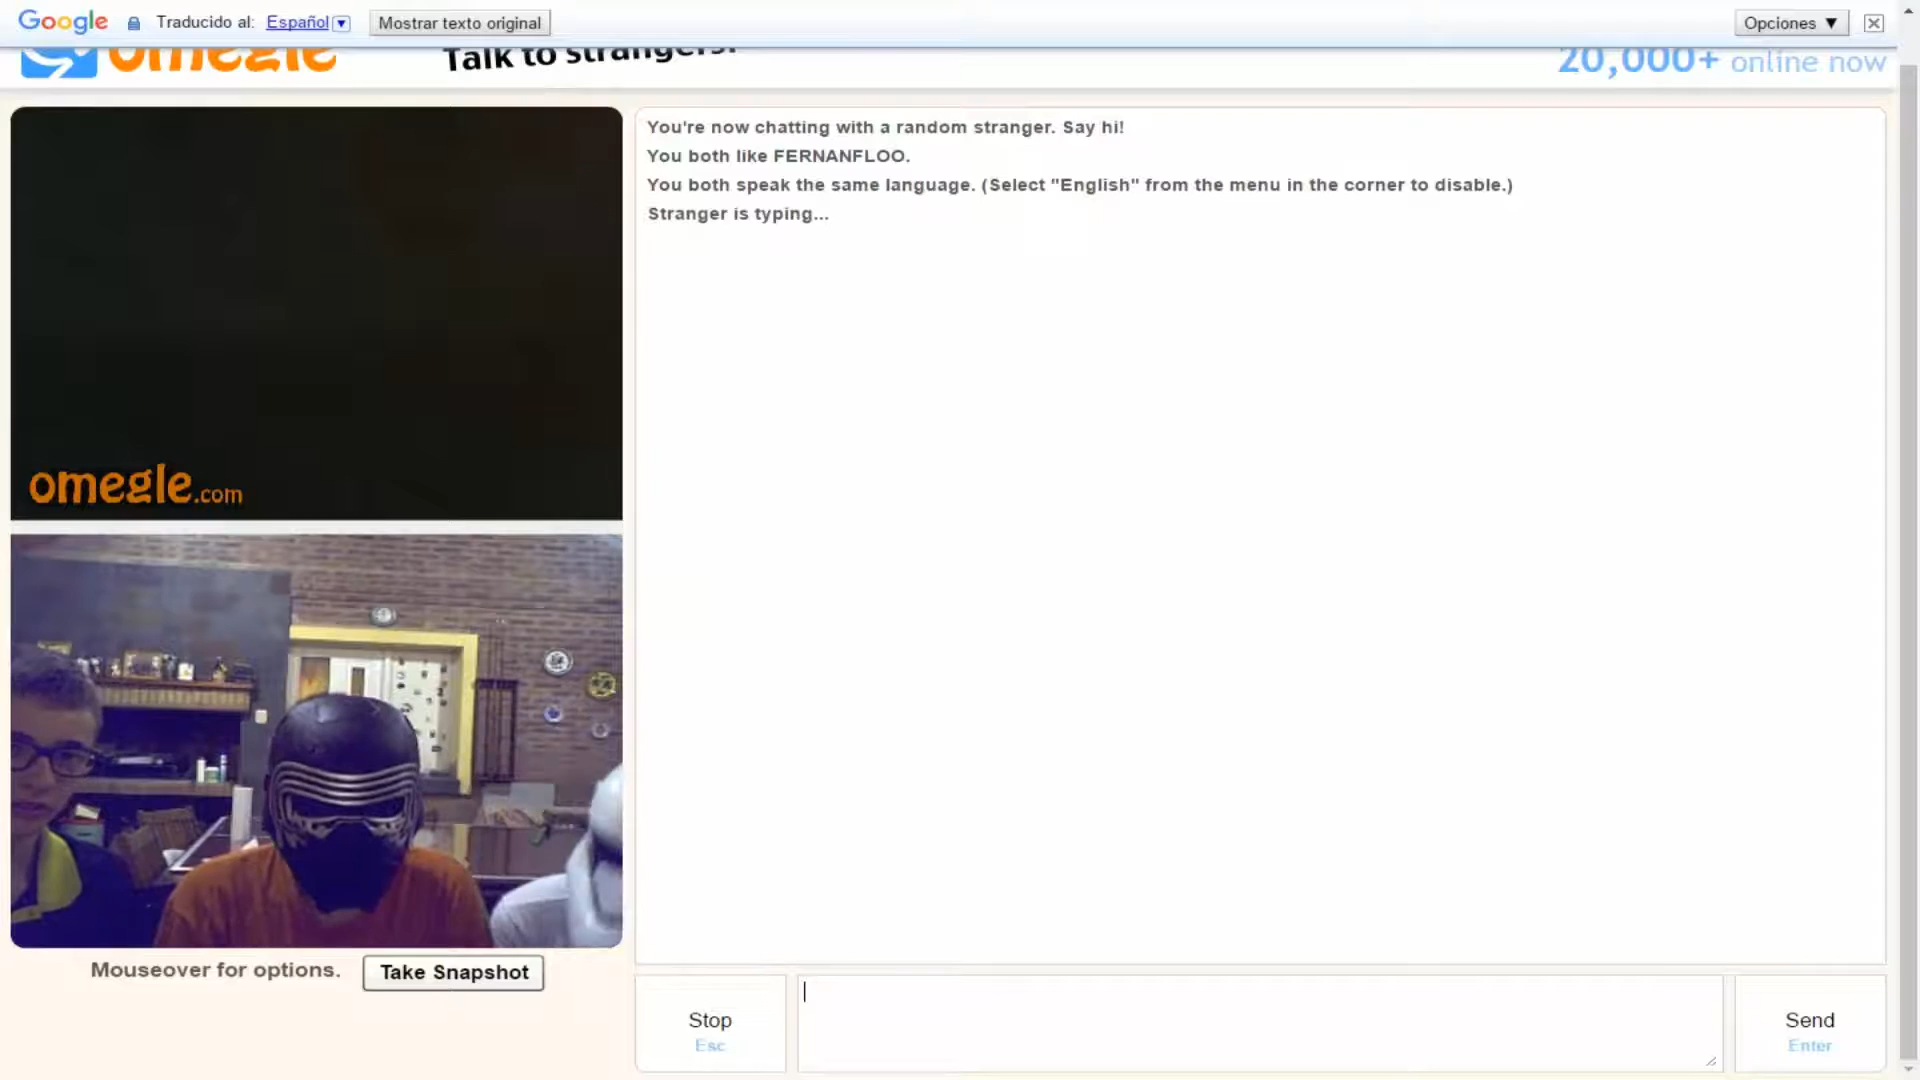 Google Traducido al: Español Mostrar texto original Opciones ▼
omegle Talk to strangers! 20,000+ online now
You're now chatting with a random stranger. Say hi!
You both like FERNANFLOO.
You both speak the same language. (Select "English" from the menu in the corner to disable.)
Stranger is typing...
omegle.com
Mouseover for options. Take Snapshot
Stop
Esc
Send
Enter